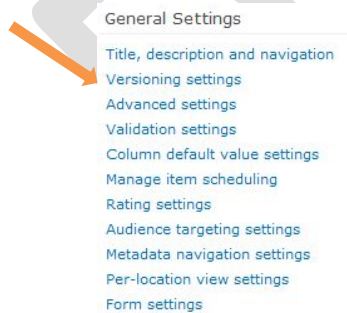 General Settings
Title, description and navigation
Versioning settings
Advanced settings
Validation settings
Column default value settings
Manage item scheduling
Rating settings
Audience targeting settings
Metadata navigation settings
Per-location view settings
Form settings